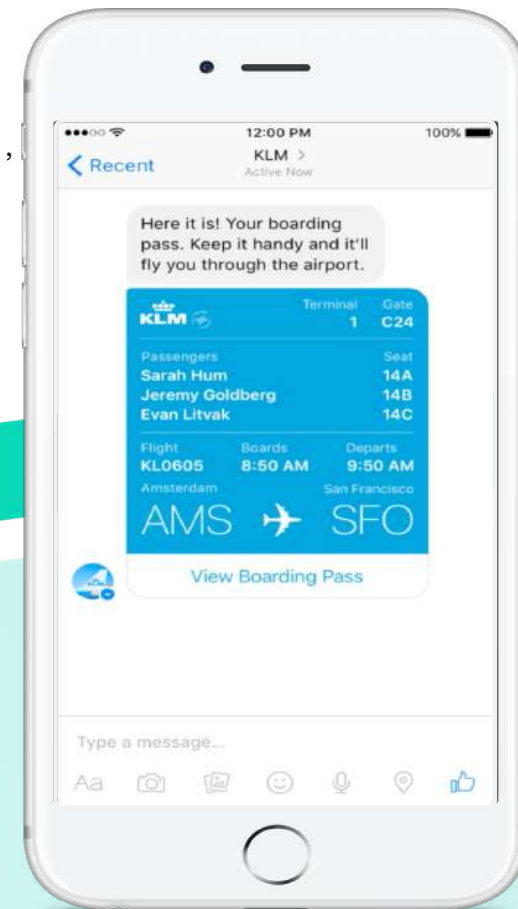 ,
12:00 PM 100%
Recent KLM >
Active Now
Here it is! Your boarding
pass. Keep it handy and it'll
fly you through the airport.
KLM Terminal Gate
1 C24
Passengers Seat
Sarah Hum 14A
Jeremy Goldberg 14B
Evan Litvak 14C
Flight Boards Departs
KL0605 8:50 AM 9:50 AM
Amsterdam San Francisco
AMS SFO
View Boarding Pass
Type a message...
Aa